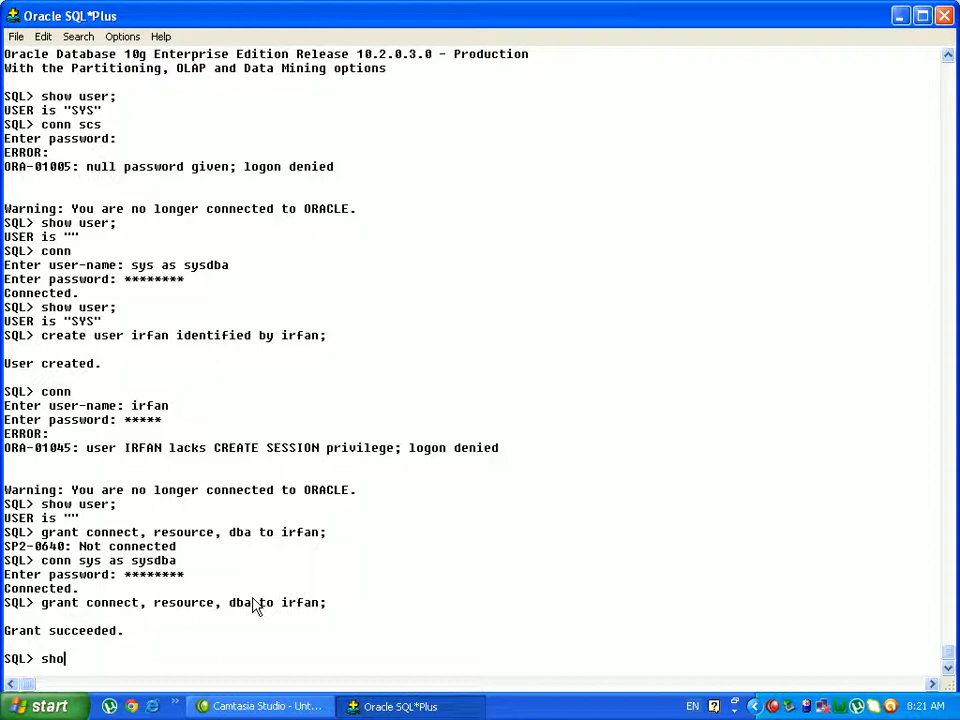 Oracle SQL*Plus
File Edit Search Options Help
Oracle Database 10g Enterprise Edition Release 10.2.0.3.0 - Production
With the Partitioning, OLAP and Data Mining options
SQL> show user;
USER is "SYS"
SQL> conn scs
Enter password:
ERROR:
ORA-01005: null password given; logon denied
Warning: You are no longer connected to ORACLE.
SQL> show user;
USER is ""
SQL> conn
Enter user-name: sys as sysdba
Enter password: ********
Connected.
SQL> show user;
USER is "SYS"
SQL> create user irfan identified by irfan;
User created.
SQL> conn
Enter user-name: irfan
Enter password: *****
ERROR:
ORA-01045: user IRFAN lacks CREATE SESSION privilege; logon denied
Warning: You are no longer connected to ORACLE.
SQL> show user;
USER is ""
SQL> grant connect, resource, dba to irfan;
SP2-0640: Not connected
SQL> conn sys as sysdba
Enter password: ********
Connected.
SQL> grant connect, resource, dba to irfan;
Grant succeeded.
SQL> sho
start Camtasia Studio - Unt... Oracle SQL*Plus EN 8:21 AM